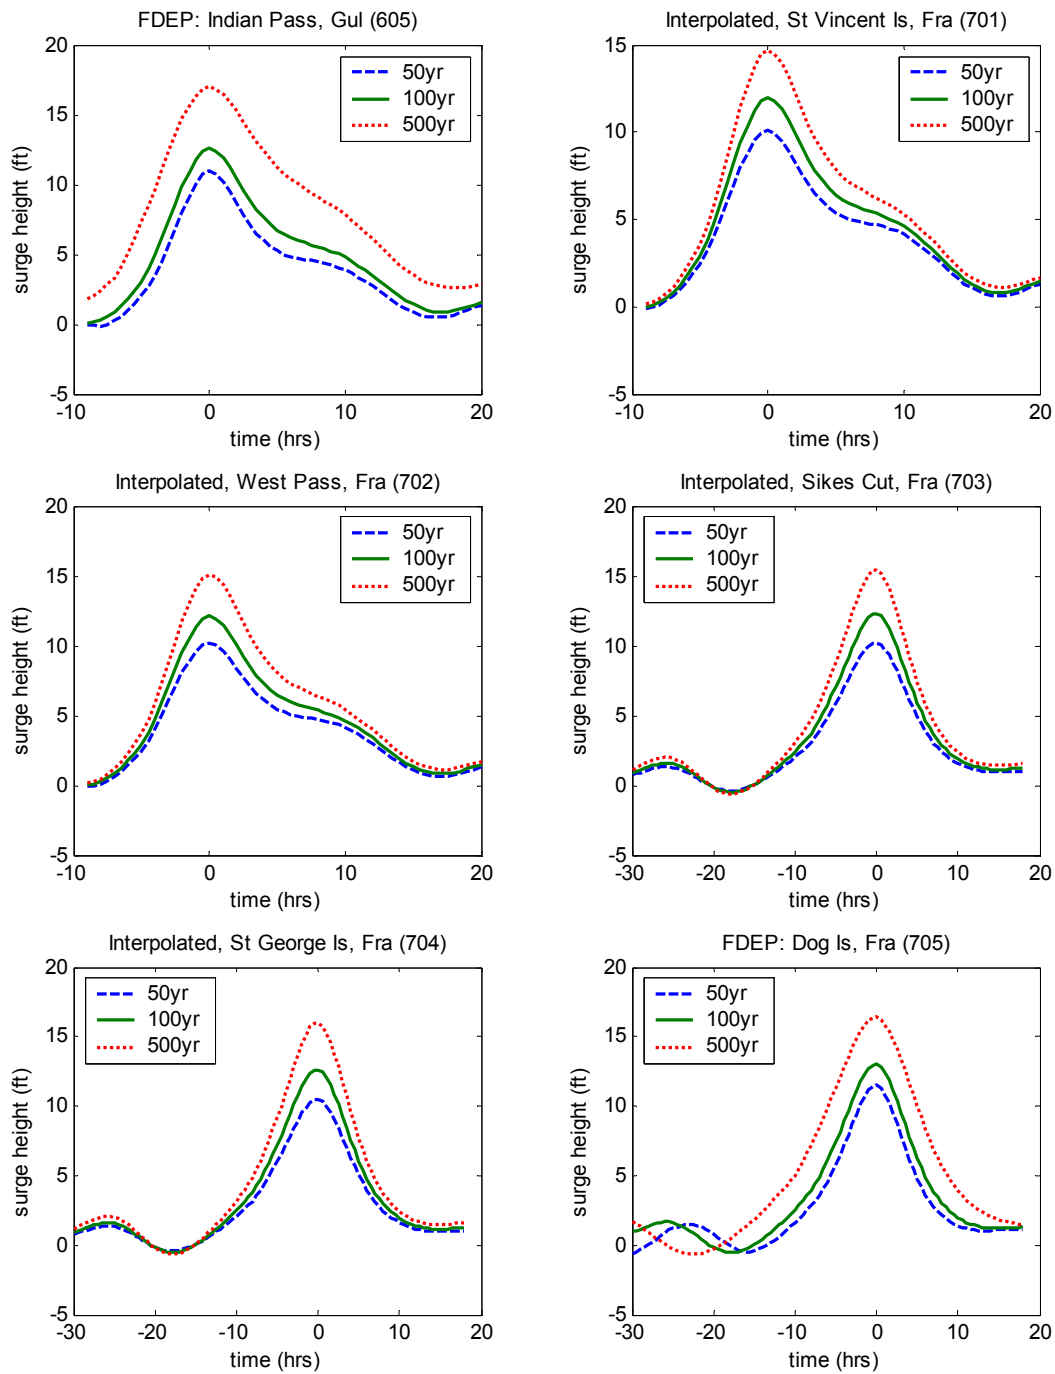 FDEP: Indian Pass, Gul (605)
20
15
10
5
0
-5
surge height (ft)
50yr
100yr
500yr
-10 0 10 20
time (hrs)
Interpolated, St Vincent Is, Fra (701)
15
10
5
0
-5
surge height (ft)
50yr
100yr
500yr
-10 0 10 20
time (hrs)
Interpolated, West Pass, Fra (702)
20
15
10
5
0
-5
surge height (ft)
50yr
100yr
500yr
-10 0 10 20
time (hrs)
Interpolated, Sikes Cut, Fra (703)
20
15
10
5
0
-5
surge height (ft)
50yr
100yr
500yr
-30 -20 -10 0 10 20
time (hrs)
Interpolated, St George Is, Fra (704)
20
15
10
5
0
-5
surge height (ft)
50yr
100yr
500yr
-30 -20 -10 0 10 20
time (hrs)
FDEP: Dog Is, Fra (705)
20
15
10
5
0
-5
surge height (ft)
50yr
100yr
500yr
-30 -20 -10 0 10 20
time (hrs)